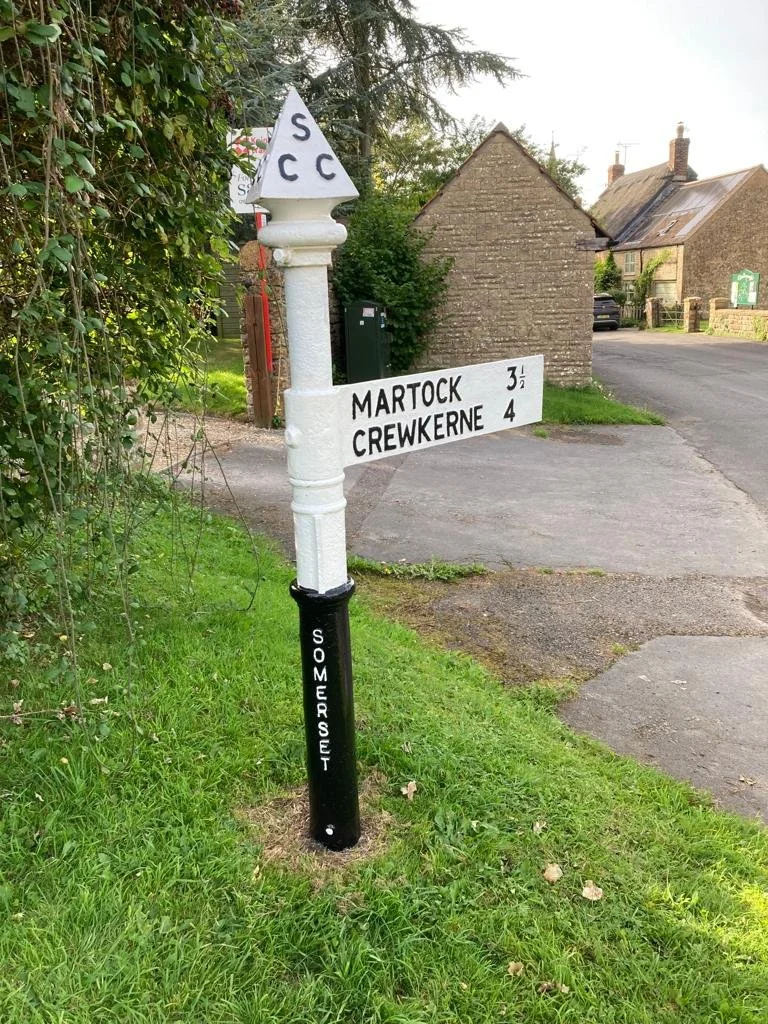 S
C C
MARTOCK 3½
CREWKERNE 4
SOMERSET